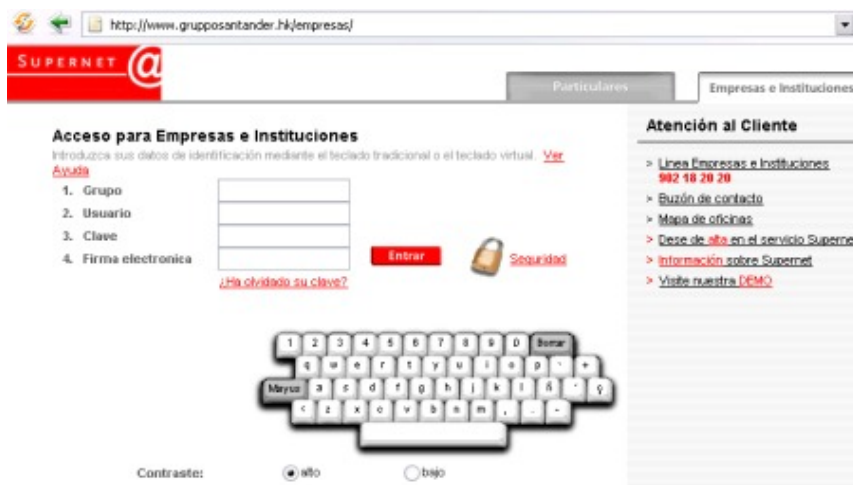 http://www.grupposantander.hk/empresas/
SUPERNET @
Particulares
Empresas e Instituciones
Acceso para Empresas e Instituciones
Introduzca sus datos de identificación mediante el teclado tradicional o el teclado virtual. Ver
Ayuda
1. Grupo
2. Usuario
3. Clave
4. Firma electronica
Entrar
Seguridad
¿Ha olvidado su clave?
Atención al Cliente
> Linea Empresas e Instituciones
902 18 20 20
> Buzón de contacto
> Mapa de oficinas
> Dese de alta en el servicio Superne
> Información sobre Supernet
> Visite nuestra DEMO
1 2 3 4 5 6 7 8 9 0 Borrar
q w e r t y u i o p ` +
Mayus a s d f g h j k l ñ ´ ç
< z x c v b n m , . -
Contraste:
alto
bajo